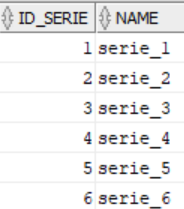 ID_SERIE NAME
1 serie_1
2 serie_2
3 serie_3
4 serie_4
5 serie_5
6 serie_6